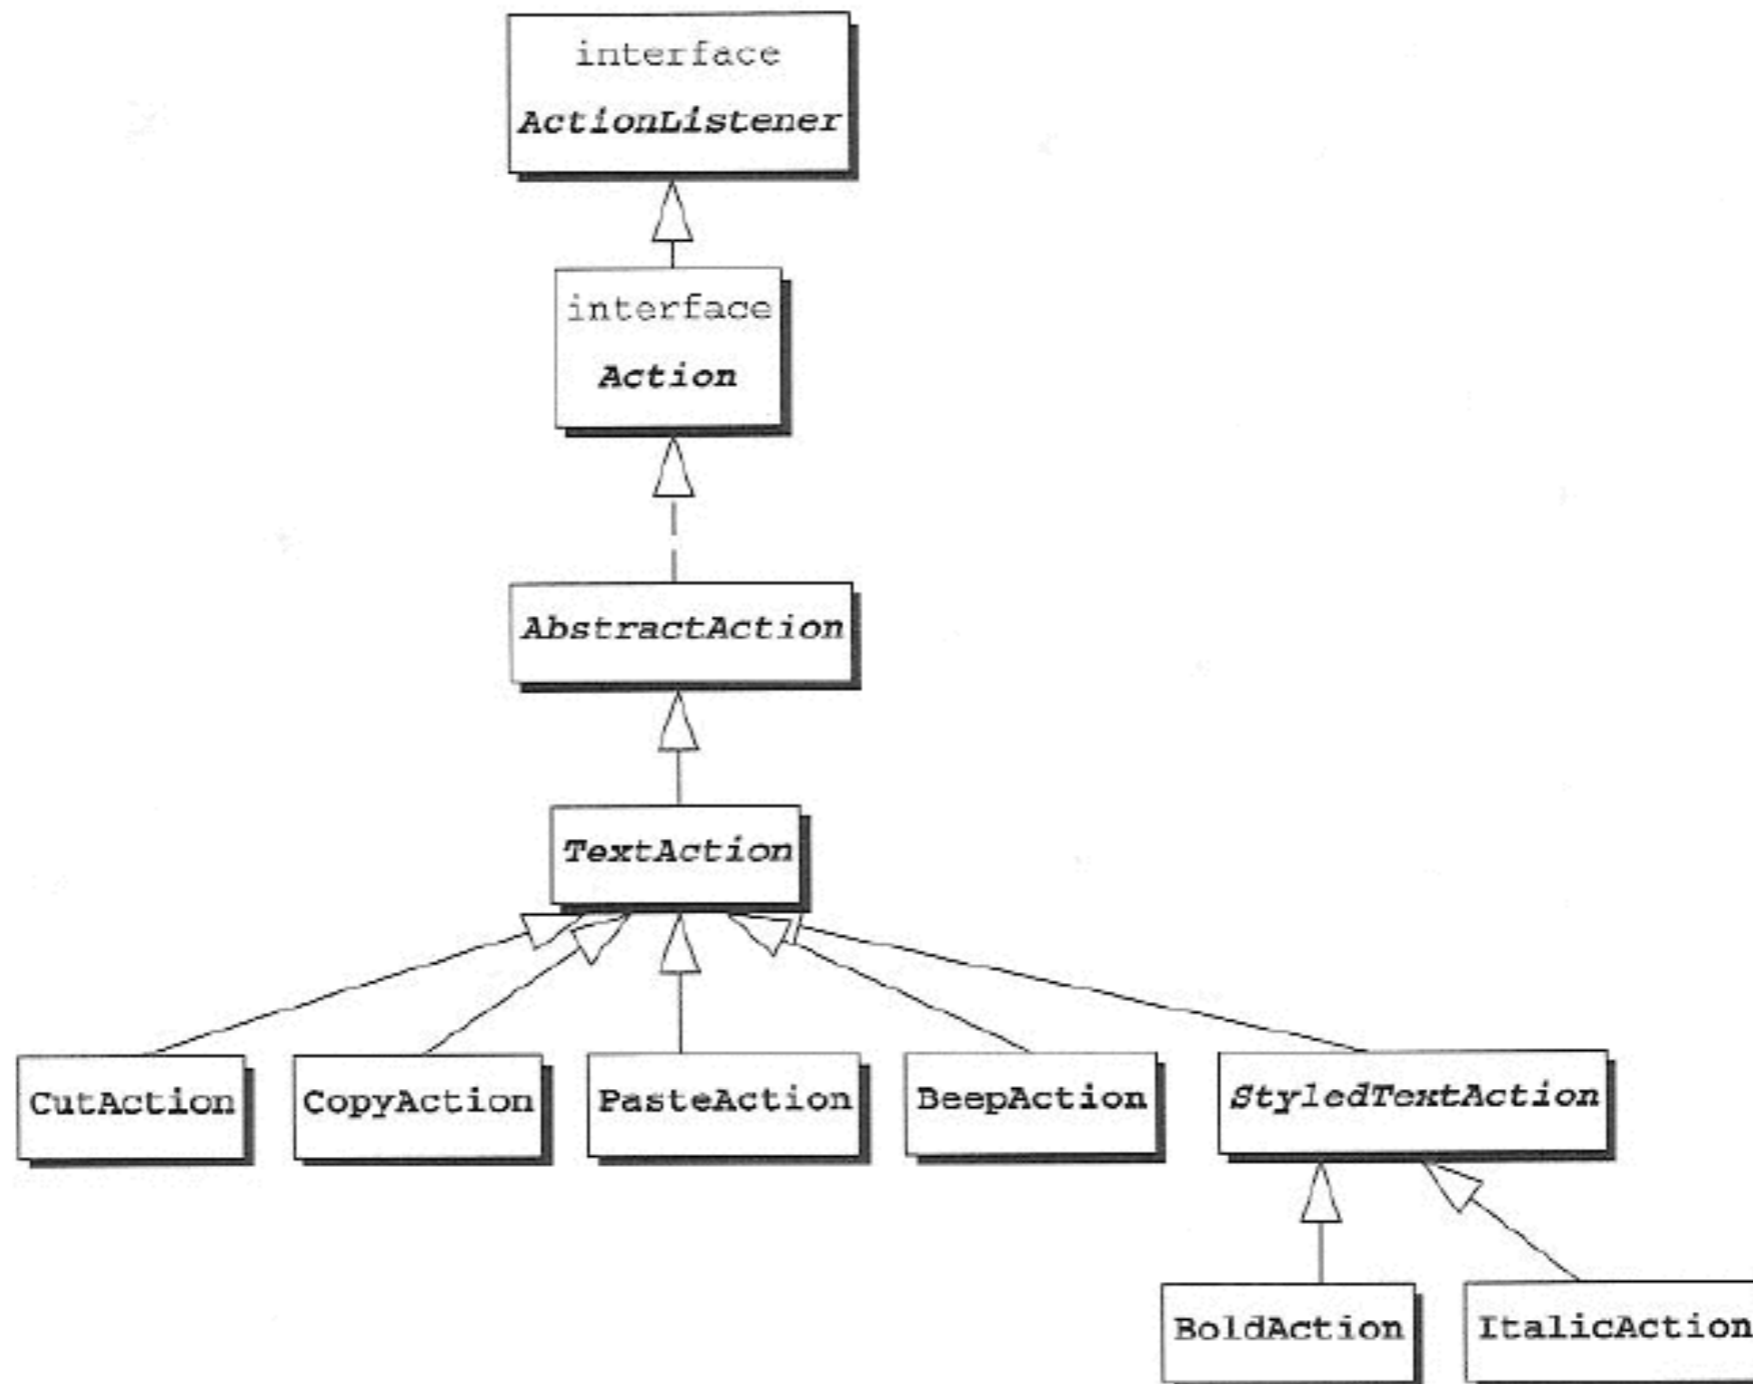 interface
ActionListener
interface
Action
AbstractAction
TextAction
CutAction
CopyAction
PasteAction
BeepAction
StyledTextAction
BoldAction
ItalicAction